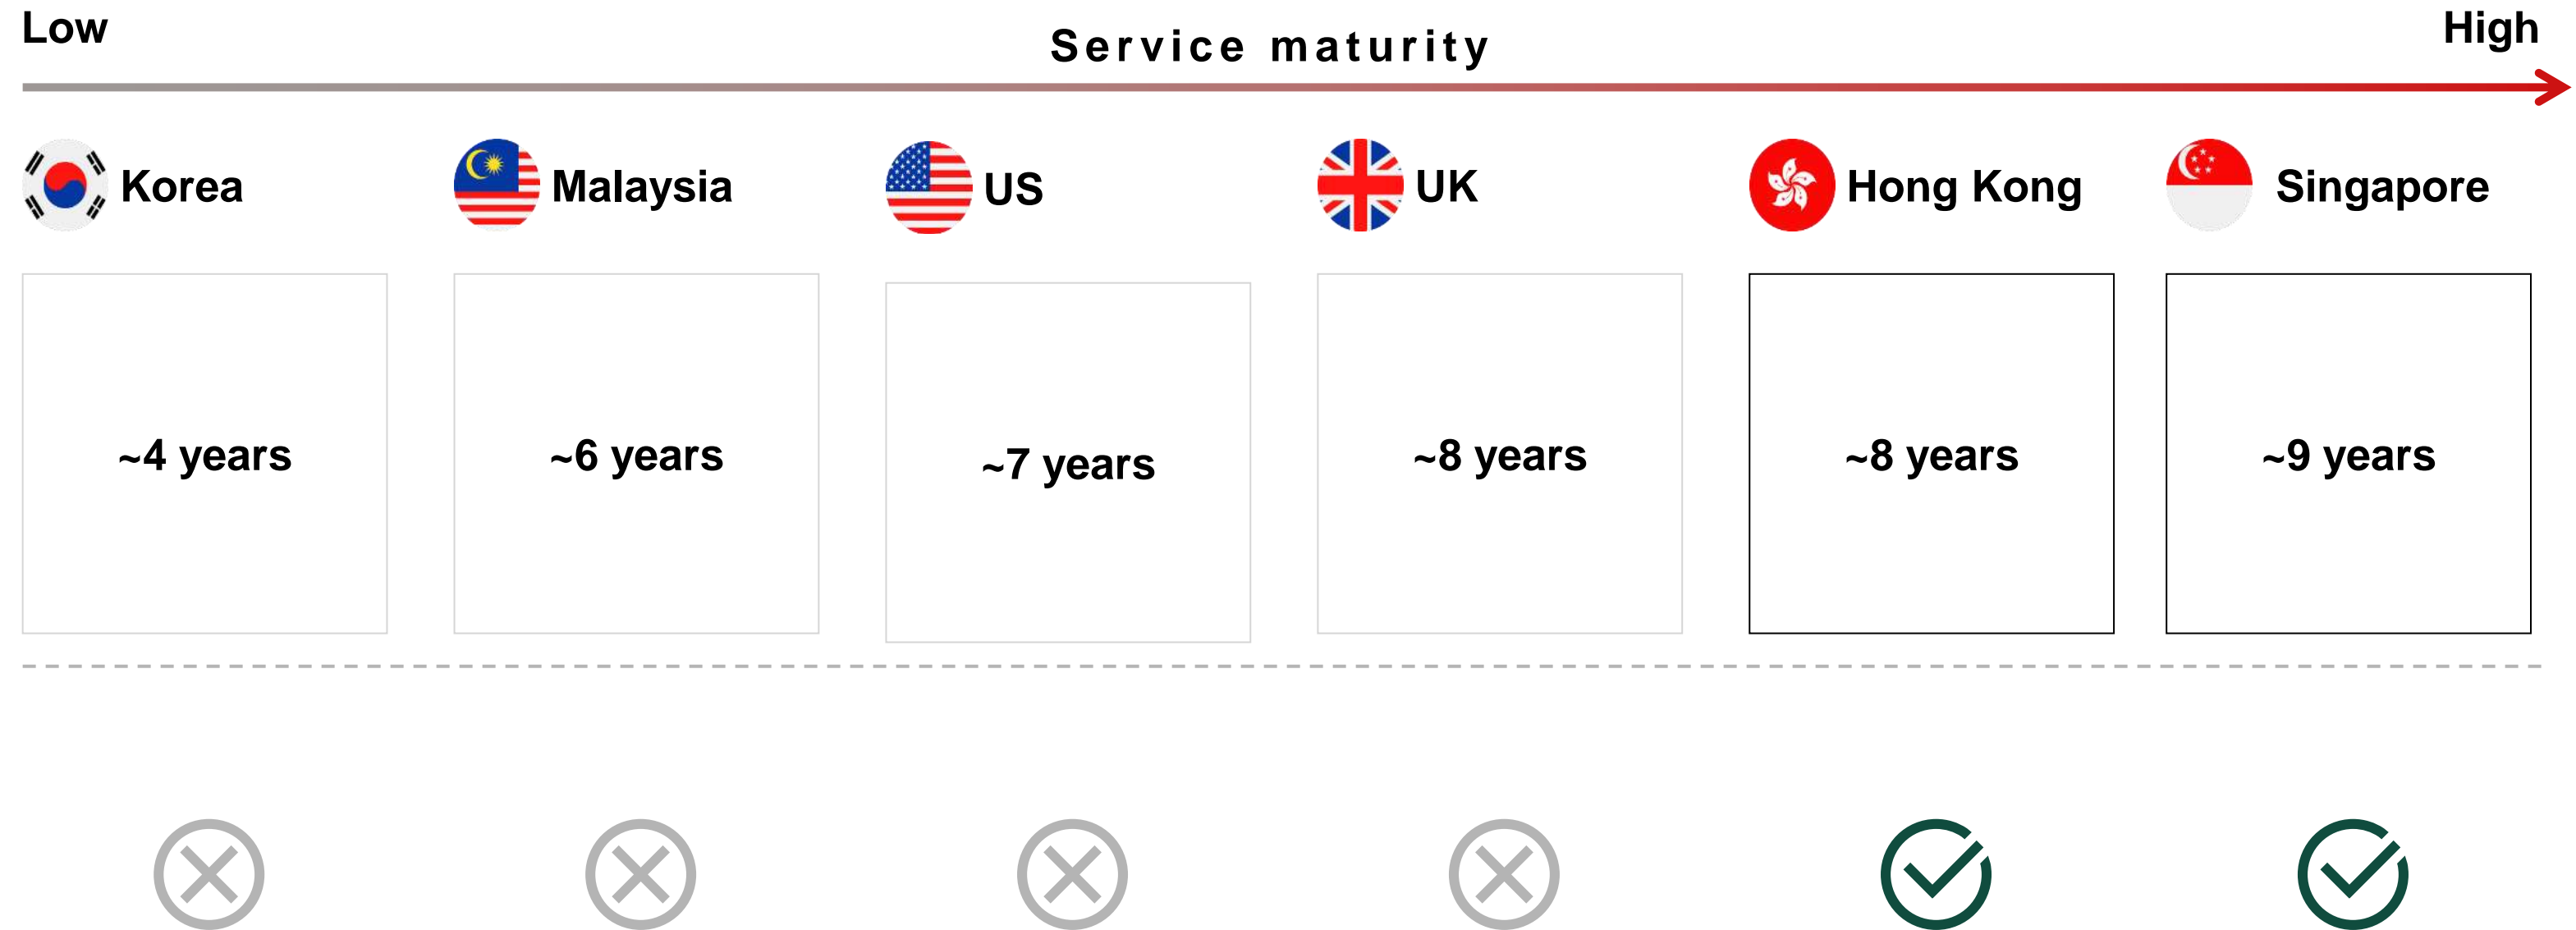 Low
Service maturity
High
Korea
Malaysia
US
UK
Hong Kong
Singapore
~4 years
~6 years
~7 years
~8 years
~8 years
~9 years